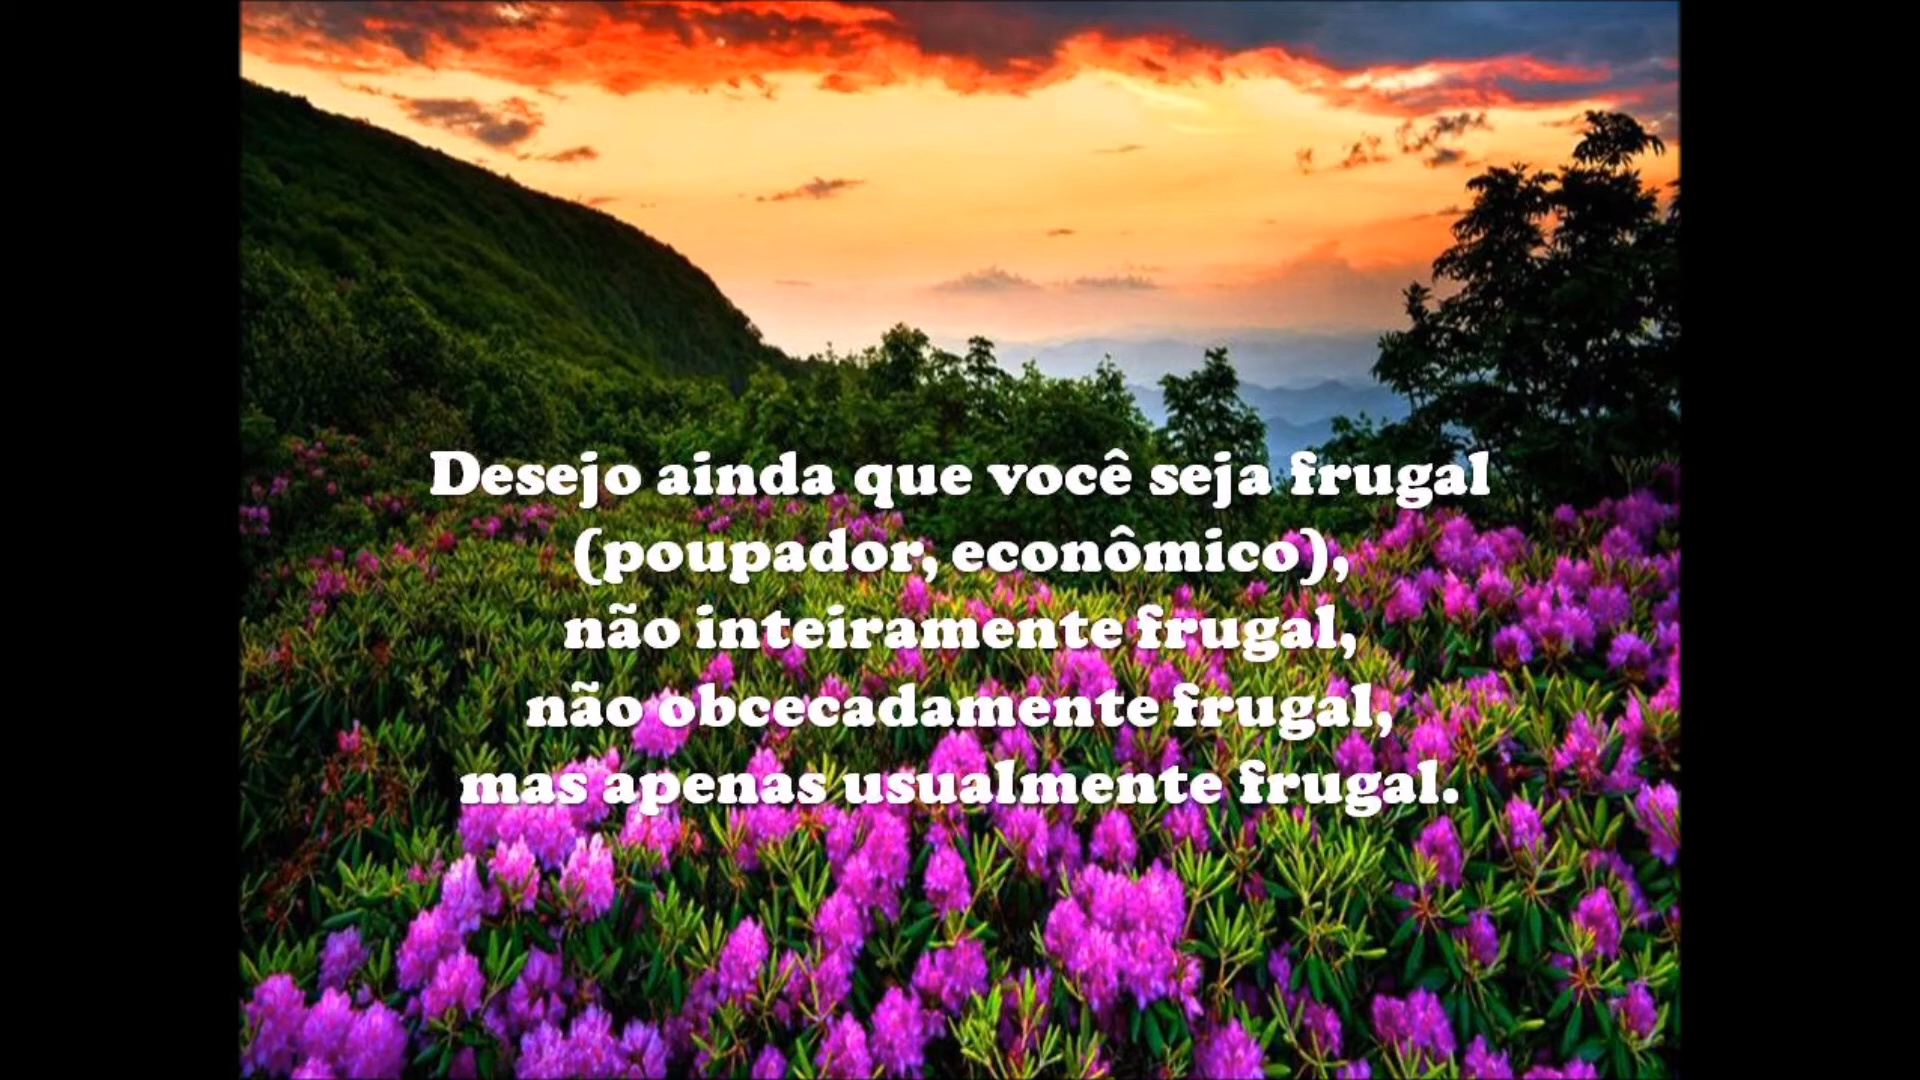 Desejo ainda que você seja frugal
(poupador, econômico),
não inteiramente frugal,
não obcecadamente frugal,
mas apenas usualmente frugal.